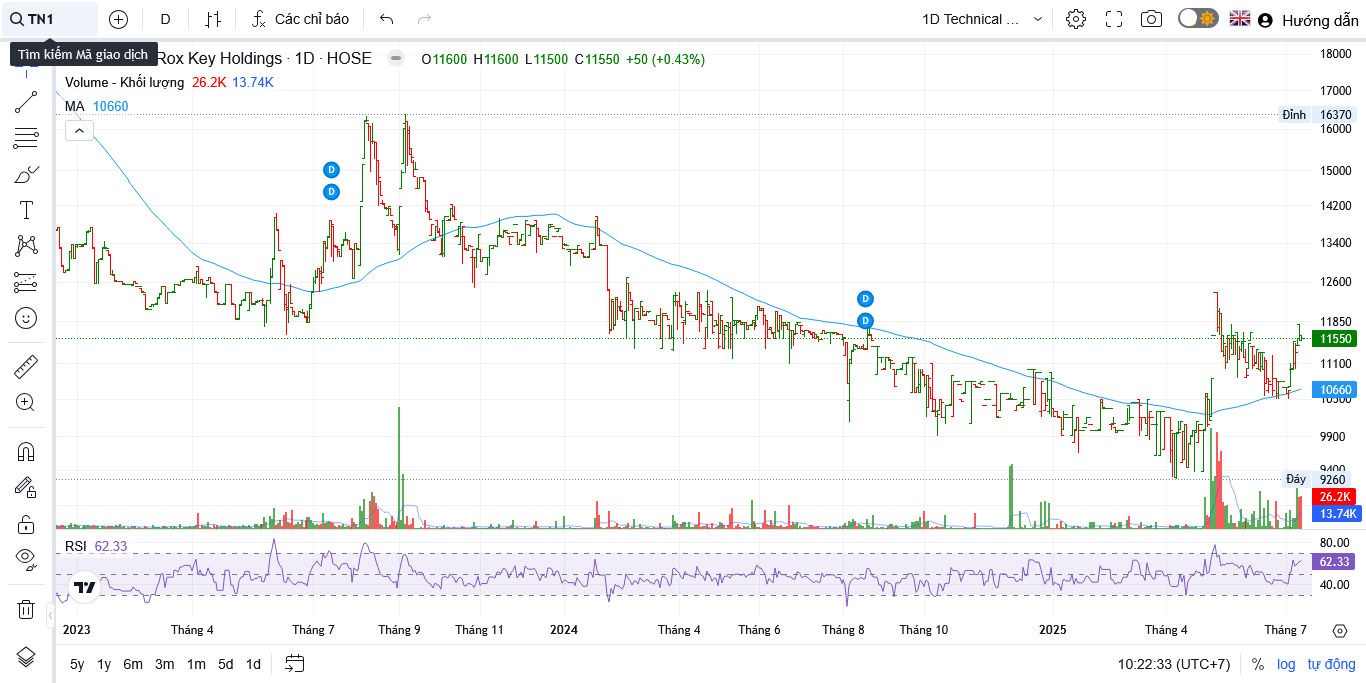 TN1 D Các chỉ báo 1D Technical ... Hướng dẫn
Tìm kiếm Mã giao dịch
Rox Key Holdings · 1D · HOSE O11600 H11600 L11500 C11550 +50 (+0.43%)
Volume - Khối lượng 26.2K 13.74K
MA 10660
D
D
D
D
18000
17000
Đỉnh 16370
16000
15000
14200
13400
12600
11850
11550
11100
10660
10500
9900
9400
Đáy 9260
26.2K
13.74K
RSI 62.33
80.00
62.33
40.00
2023 Tháng 4 Tháng 7 Tháng 9 Tháng 11 2024 Tháng 4 Tháng 6 Tháng 8 Tháng 10 2025 Tháng 4 Tháng 7
5y 1y 6m 3m 1m 5d 1d 10:22:33 (UTC+7) % log tự động